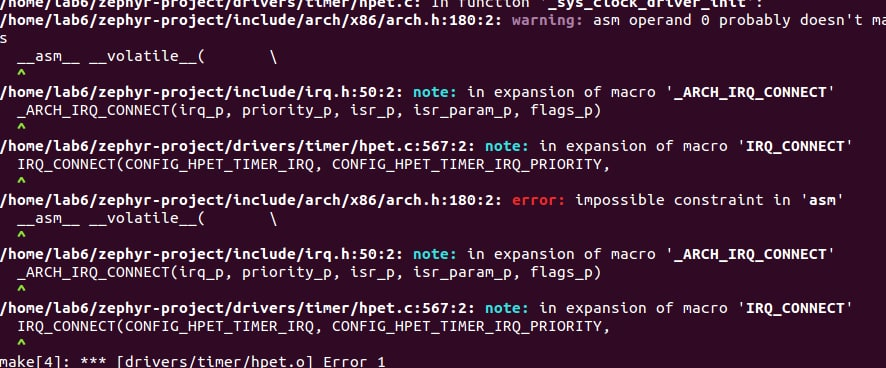 /home/lab6/zephyr-project/drivers/timer/hpet.c: In function '_sys_clock_driver_init':
/home/lab6/zephyr-project/include/arch/x86/arch.h:180:2: warning: asm operand 0 probably doesn't ma
s
  __asm__ __volatile__(       \
  ^
/home/lab6/zephyr-project/include/irq.h:50:2: note: in expansion of macro '_ARCH_IRQ_CONNECT'
  _ARCH_IRQ_CONNECT(irq_p, priority_p, isr_p, isr_param_p, flags_p)
  ^
/home/lab6/zephyr-project/drivers/timer/hpet.c:567:2: note: in expansion of macro 'IRQ_CONNECT'
  IRQ_CONNECT(CONFIG_HPET_TIMER_IRQ, CONFIG_HPET_TIMER_IRQ_PRIORITY,
  ^
/home/lab6/zephyr-project/include/arch/x86/arch.h:180:2: error: impossible constraint in 'asm'
  __asm__ __volatile__(       \
  ^
/home/lab6/zephyr-project/include/irq.h:50:2: note: in expansion of macro '_ARCH_IRQ_CONNECT'
  _ARCH_IRQ_CONNECT(irq_p, priority_p, isr_p, isr_param_p, flags_p)
  ^
/home/lab6/zephyr-project/drivers/timer/hpet.c:567:2: note: in expansion of macro 'IRQ_CONNECT'
  IRQ_CONNECT(CONFIG_HPET_TIMER_IRQ, CONFIG_HPET_TIMER_IRQ_PRIORITY,
  ^
make[4]: *** [drivers/timer/hpet.o] Error 1